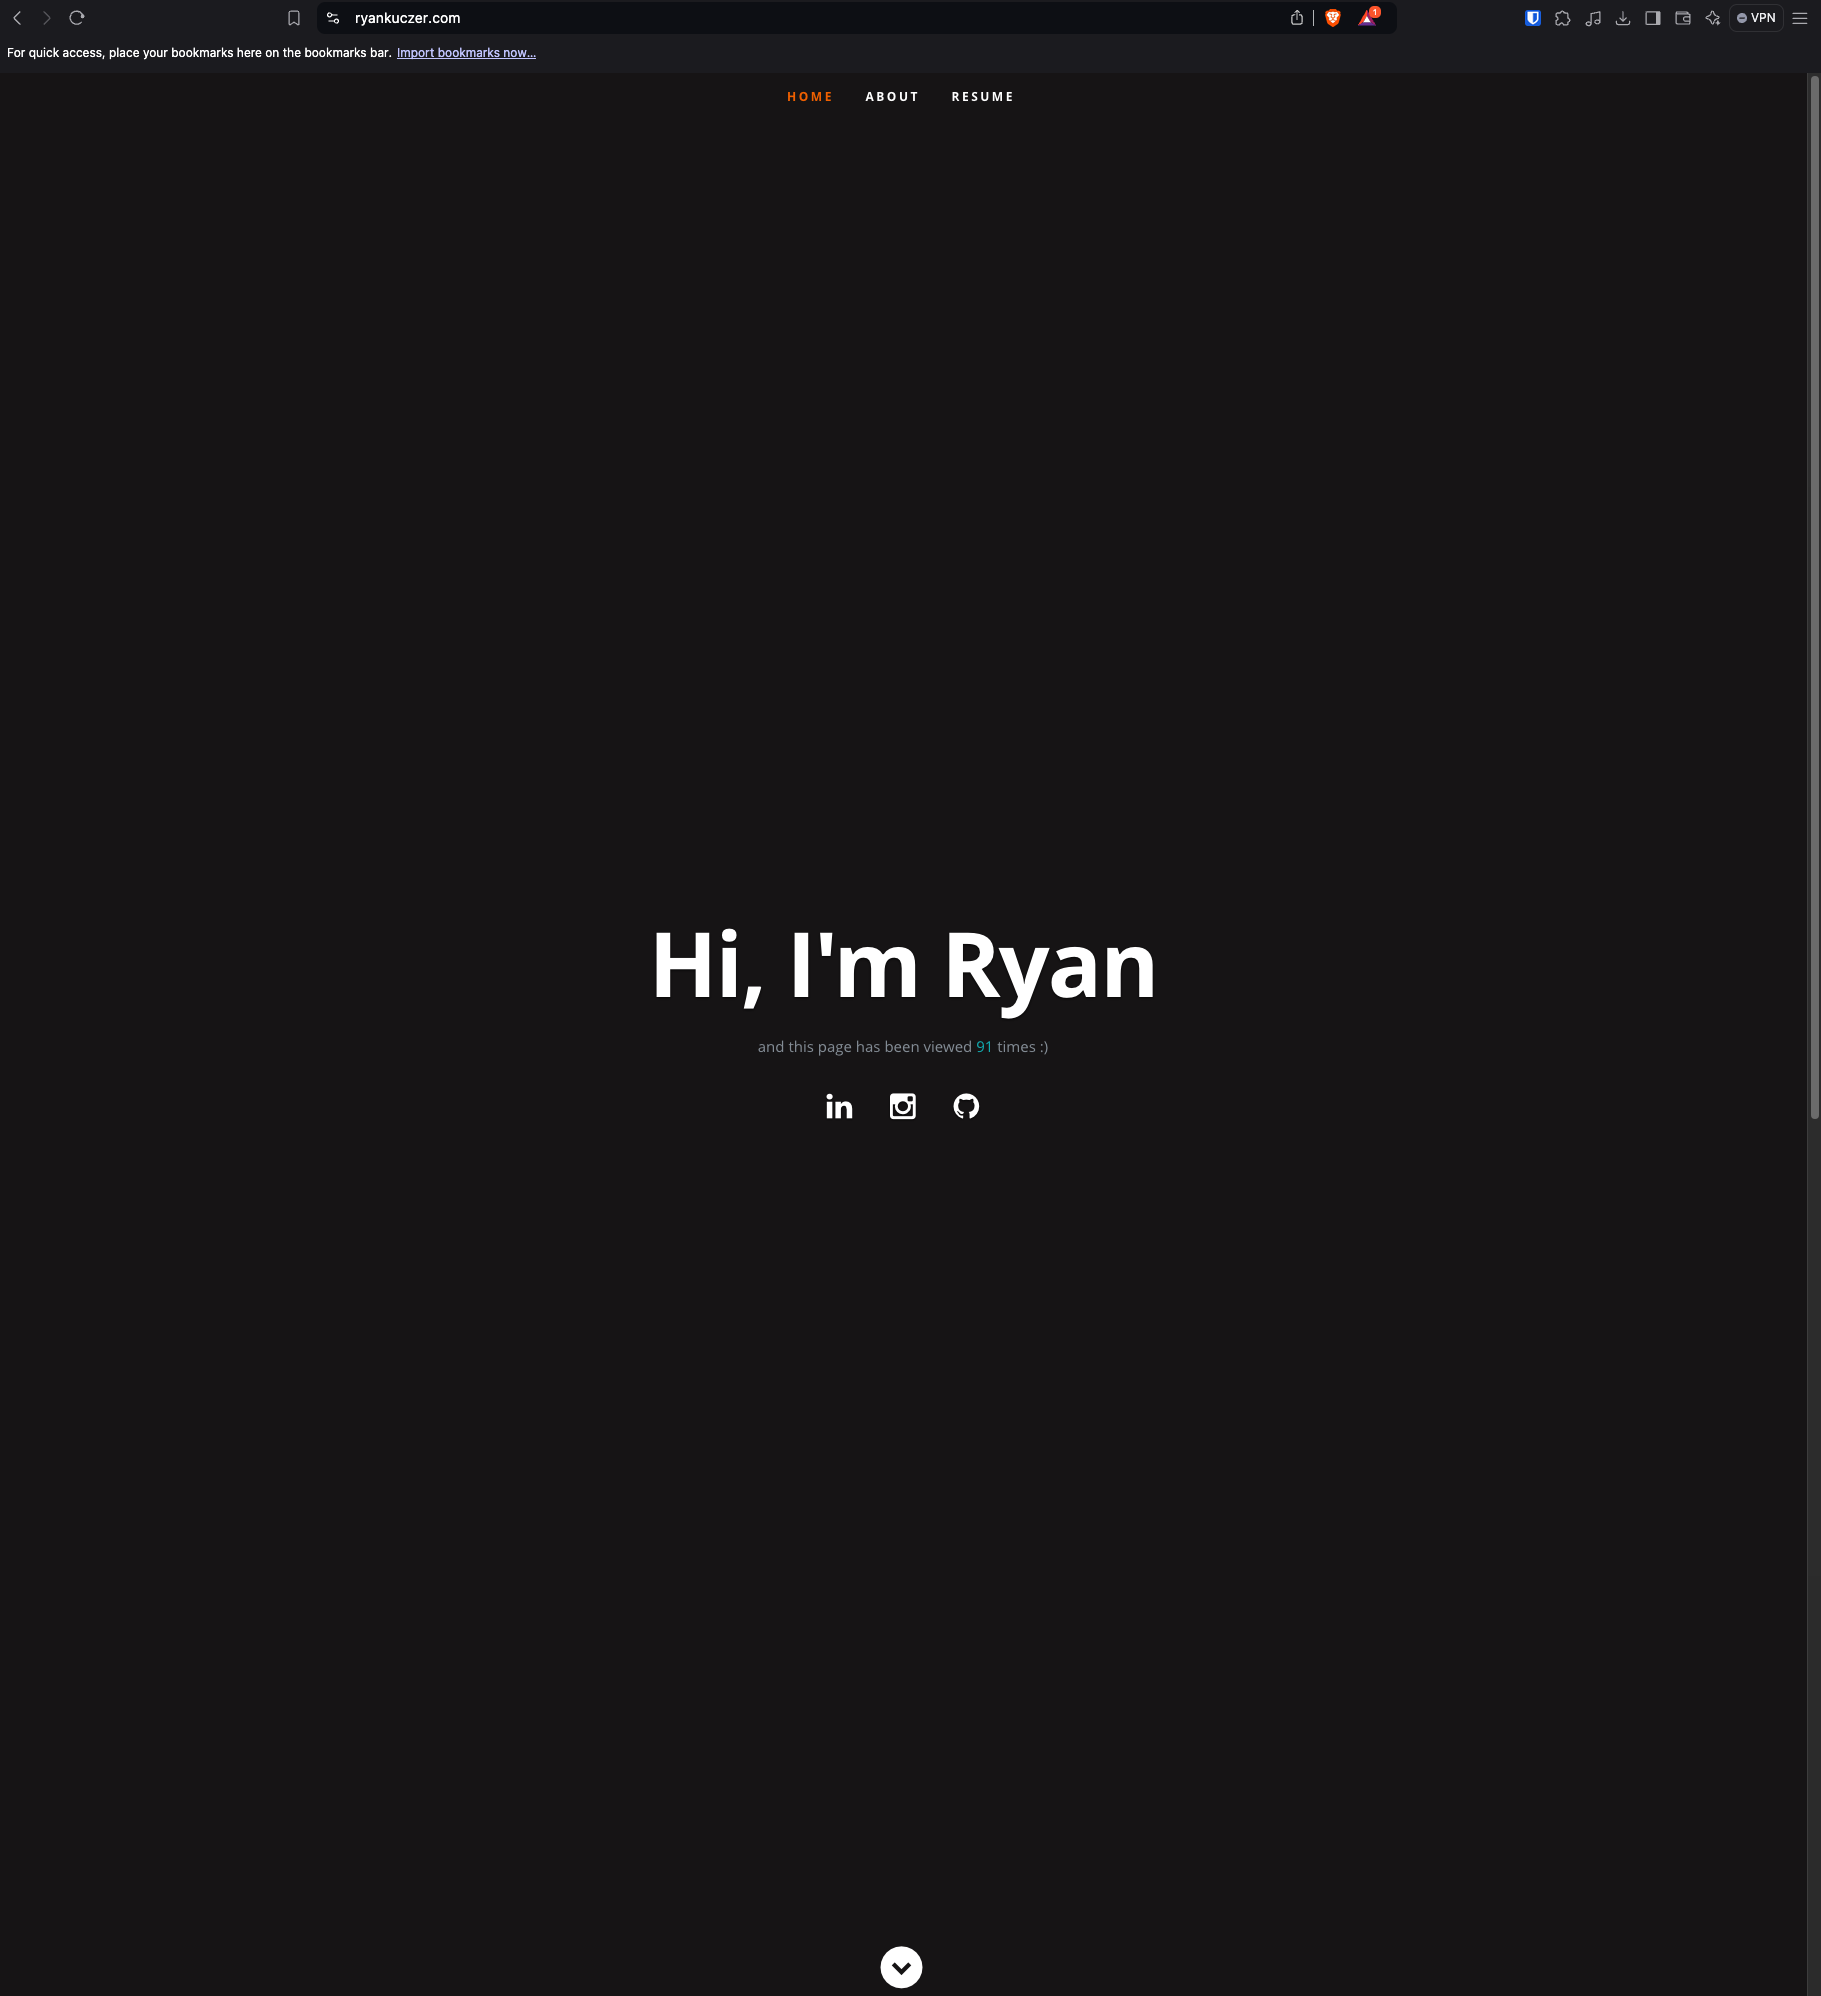 ryankuczer.com
1
VPN
For quick access, place your bookmarks here on the bookmarks bar. Import bookmarks now...
HOME ABOUT RESUME
Hi, I'm Ryan
and this page has been viewed 91 times :)
in